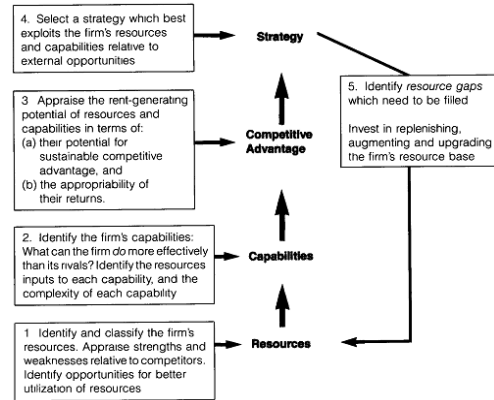 4. Select a strategy which best
exploits the firm's resources
and capabilities relative to
external opportunities
Strategy
5. Identify resource gaps
which need to be filled
Invest in replenishing,
augmenting and upgrading
the firm's resource base
3 Appraise the rent-generating
potential of resources and
capabilities in terms of:
(a) their potential for
sustainable competitive
advantage, and
(b) the appropriability of
their returns.
Competitive
Advantage
2. Identify the firm's capabilities:
What can the firm do more effectively
than its rivals? Identify the resources
inputs to each capability, and the
complexity of each capability
Capabilities
1 Identify and classify the firm's
resources. Appraise strengths and
weaknesses relative to competitors.
Identify opportunities for better
utilization of resources
Resources